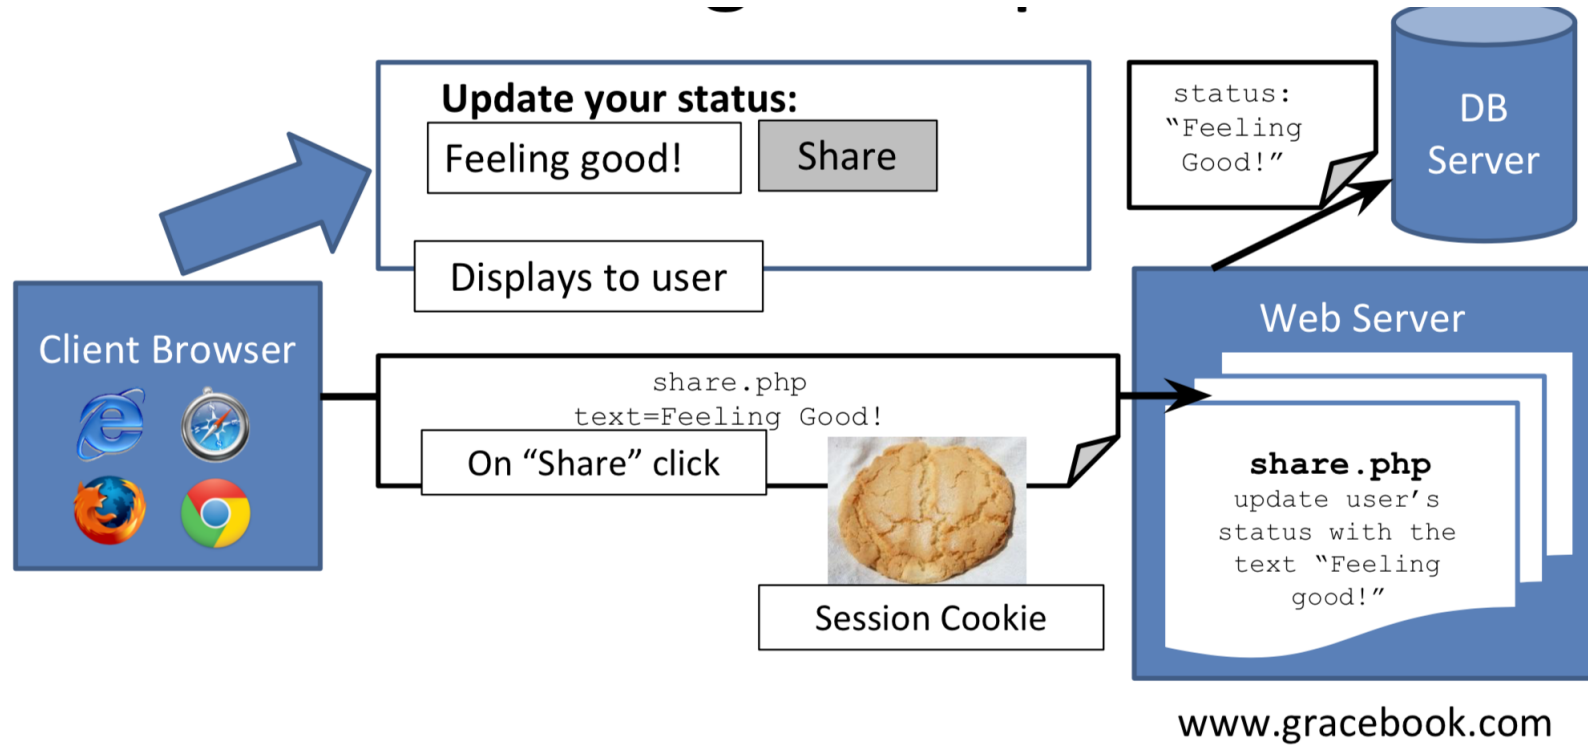 Update your status:
Feeling good!
Share
Displays to user
status:
“Feeling
Good!”
DB
Server
Client Browser
share.php
text=Feeling Good!
On “Share” click
Session Cookie
Web Server
share.php
update user’s
status with the
text “Feeling
good!”
www.gracebook.com